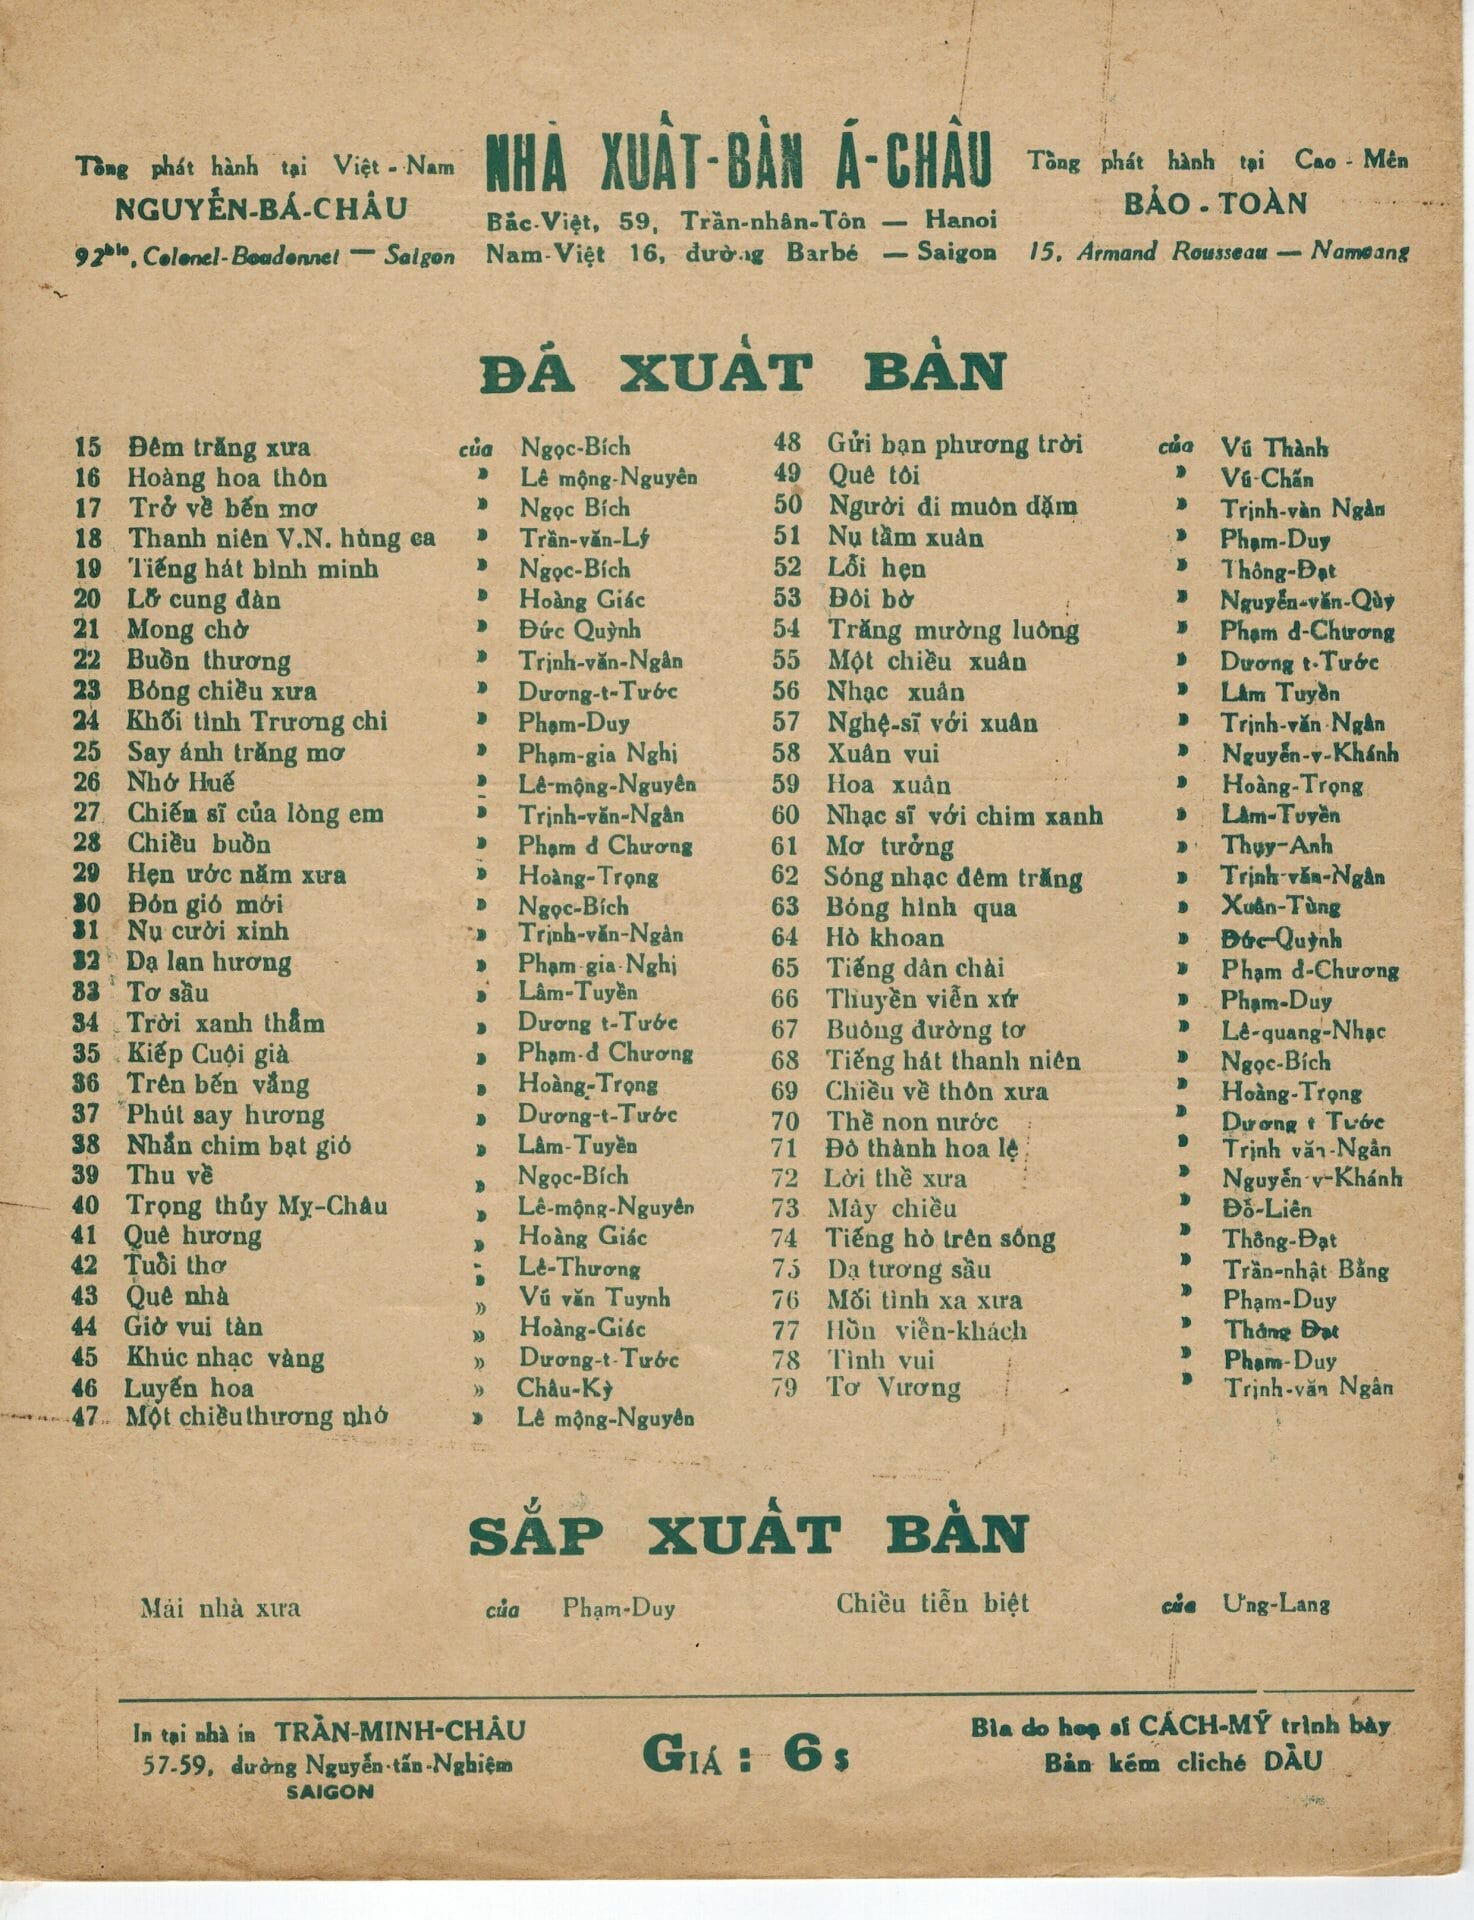 NHÀ XUẤT-BẢN Á-CHÂU
Bắc-Việt, 59, Trần-nhân-Tôn — Hanoi
Nam-Việt 16, đường Barbé — Saigon
Tổng phát hành tại Việt-Nam
NGUYỄN-BÁ-CHÂU
92bis, Colonel-Boudonnet — Saigon
Tổng phát hành tại Cao-Mên
BẢO-TOÀN
15, Armand Rousseau — Namvang
ĐÃ XUẤT BẢN
15 Đêm trăng xưa của Ngọc-Bích
16 Hoàng hoa thôn » Lê mộng-Nguyên
17 Trở về bến mơ » Ngọc Bích
18 Thanh niên V.N. hùng ca » Trần-văn-Lý
19 Tiếng hát bình minh » Ngọc-Bích
20 Lỡ cung đàn » Hoàng Giác
21 Mong chờ » Đức Quỳnh
22 Buồn thương » Trịnh-văn-Ngân
23 Bóng chiều xưa » Dương-t-Tước
24 Khối tình Trương chi » Phạm-Duy
25 Say ánh trăng mơ » Phạm-gia Nghị
26 Nhớ Huế » Lê-mộng-Nguyên
27 Chiến sĩ của lòng em » Trịnh-văn-Ngân
28 Chiều buồn » Phạm đ Chương
29 Hẹn ước năm xưa » Hoàng-Trọng
30 Đón gió mới » Ngọc-Bích
31 Nụ cười xinh » Trịnh-văn-Ngân
32 Dạ lan hương » Phạm-gia-Nghị
33 Tơ sầu » Lâm-Tuyền
34 Trời xanh thẳm » Dương t-Tước
35 Kiếp Cuội già » Phạm-đ Chương
36 Trên bến vắng » Hoàng-Trọng
37 Phút say hương » Dương-t-Tước
38 Nhắn chim bạt gió » Lâm-Tuyền
39 Thu về » Ngọc-Bích
40 Trọng thủy Mỵ-Châu » Lê-mộng-Nguyên
41 Quê hương » Hoàng Giác
42 Tuổi thơ » Lê-Thương
43 Quê nhà » Vũ văn Tuynh
44 Giờ vui tàn » Hoàng-Giác
45 Khúc nhạc vàng » Dương-t-Tước
46 Luyến hoa » Châu-Kỳ
47 Một chiều thương nhớ » Lê mộng-Nguyên
48 Gửi bạn phương trời của Vũ Thành
49 Quê tôi » Vũ-Chấn
50 Người đi muôn dặm » Trịnh-văn Ngân
51 Nụ tầm xuân » Phạm-Duy
52 Lỗi hẹn » Thông-Đạt
53 Đôi bờ » Nguyễn-văn-Qùy
54 Trăng mường luông » Phạm đ-Chương
55 Một chiều xuân » Dương t-Tước
56 Nhạc xuân » Lâm Tuyền
57 Nghệ-sĩ với xuân » Trịnh-văn-Ngân
58 Xuân vui » Nguyễn-v-Khánh
59 Hoa xuân » Hoàng-Trọng
60 Nhạc sĩ với chim xanh » Lâm-Tuyền
61 Mơ tưởng » Thụy-Anh
62 Sóng nhạc đêm trăng » Trịnh-văn-Ngân
63 Bóng hình qua » Xuân-Tùng
64 Hò khoan » Đức-Quỳnh
65 Tiếng dân chài » Phạm đ-Chương
66 Thuyền viễn xứ » Phạm-Duy
67 Buông đường tơ » Lê-quang-Nhạc
68 Tiếng hát thanh niên » Ngọc-Bích
69 Chiều về thôn xưa » Hoàng-Trọng
70 Thề non nước » Dương t Tước
71 Đô thành hoa lệ » Trịnh văn-Ngân
72 Lời thề xưa » Nguyễn v-Khánh
73 Mây chiều » Đỗ-Liên
74 Tiếng hò trên sông » Thông-Đạt
75 Dạ tương sầu » Trần-nhật Bằng
76 Mối tình xa xưa » Phạm-Duy
77 Hồn viễn-khách » Thông Đạt
78 Tình vui » Phạm-Duy
79 Tơ Vương » Trịnh-văn Ngân
SẮP XUẤT BẢN
Mái nhà xưa của Phạm-Duy
Chiều tiễn biệt của Ưng-Lang
In tại nhà in TRẦN-MINH-CHÂU
57-59, đường Nguyễn-tấn-Nghiệm
SAIGON
GIÁ : 6$
Bìa do họa sĩ CÁCH-MỸ trình bày
Bản kém cliché DẦU